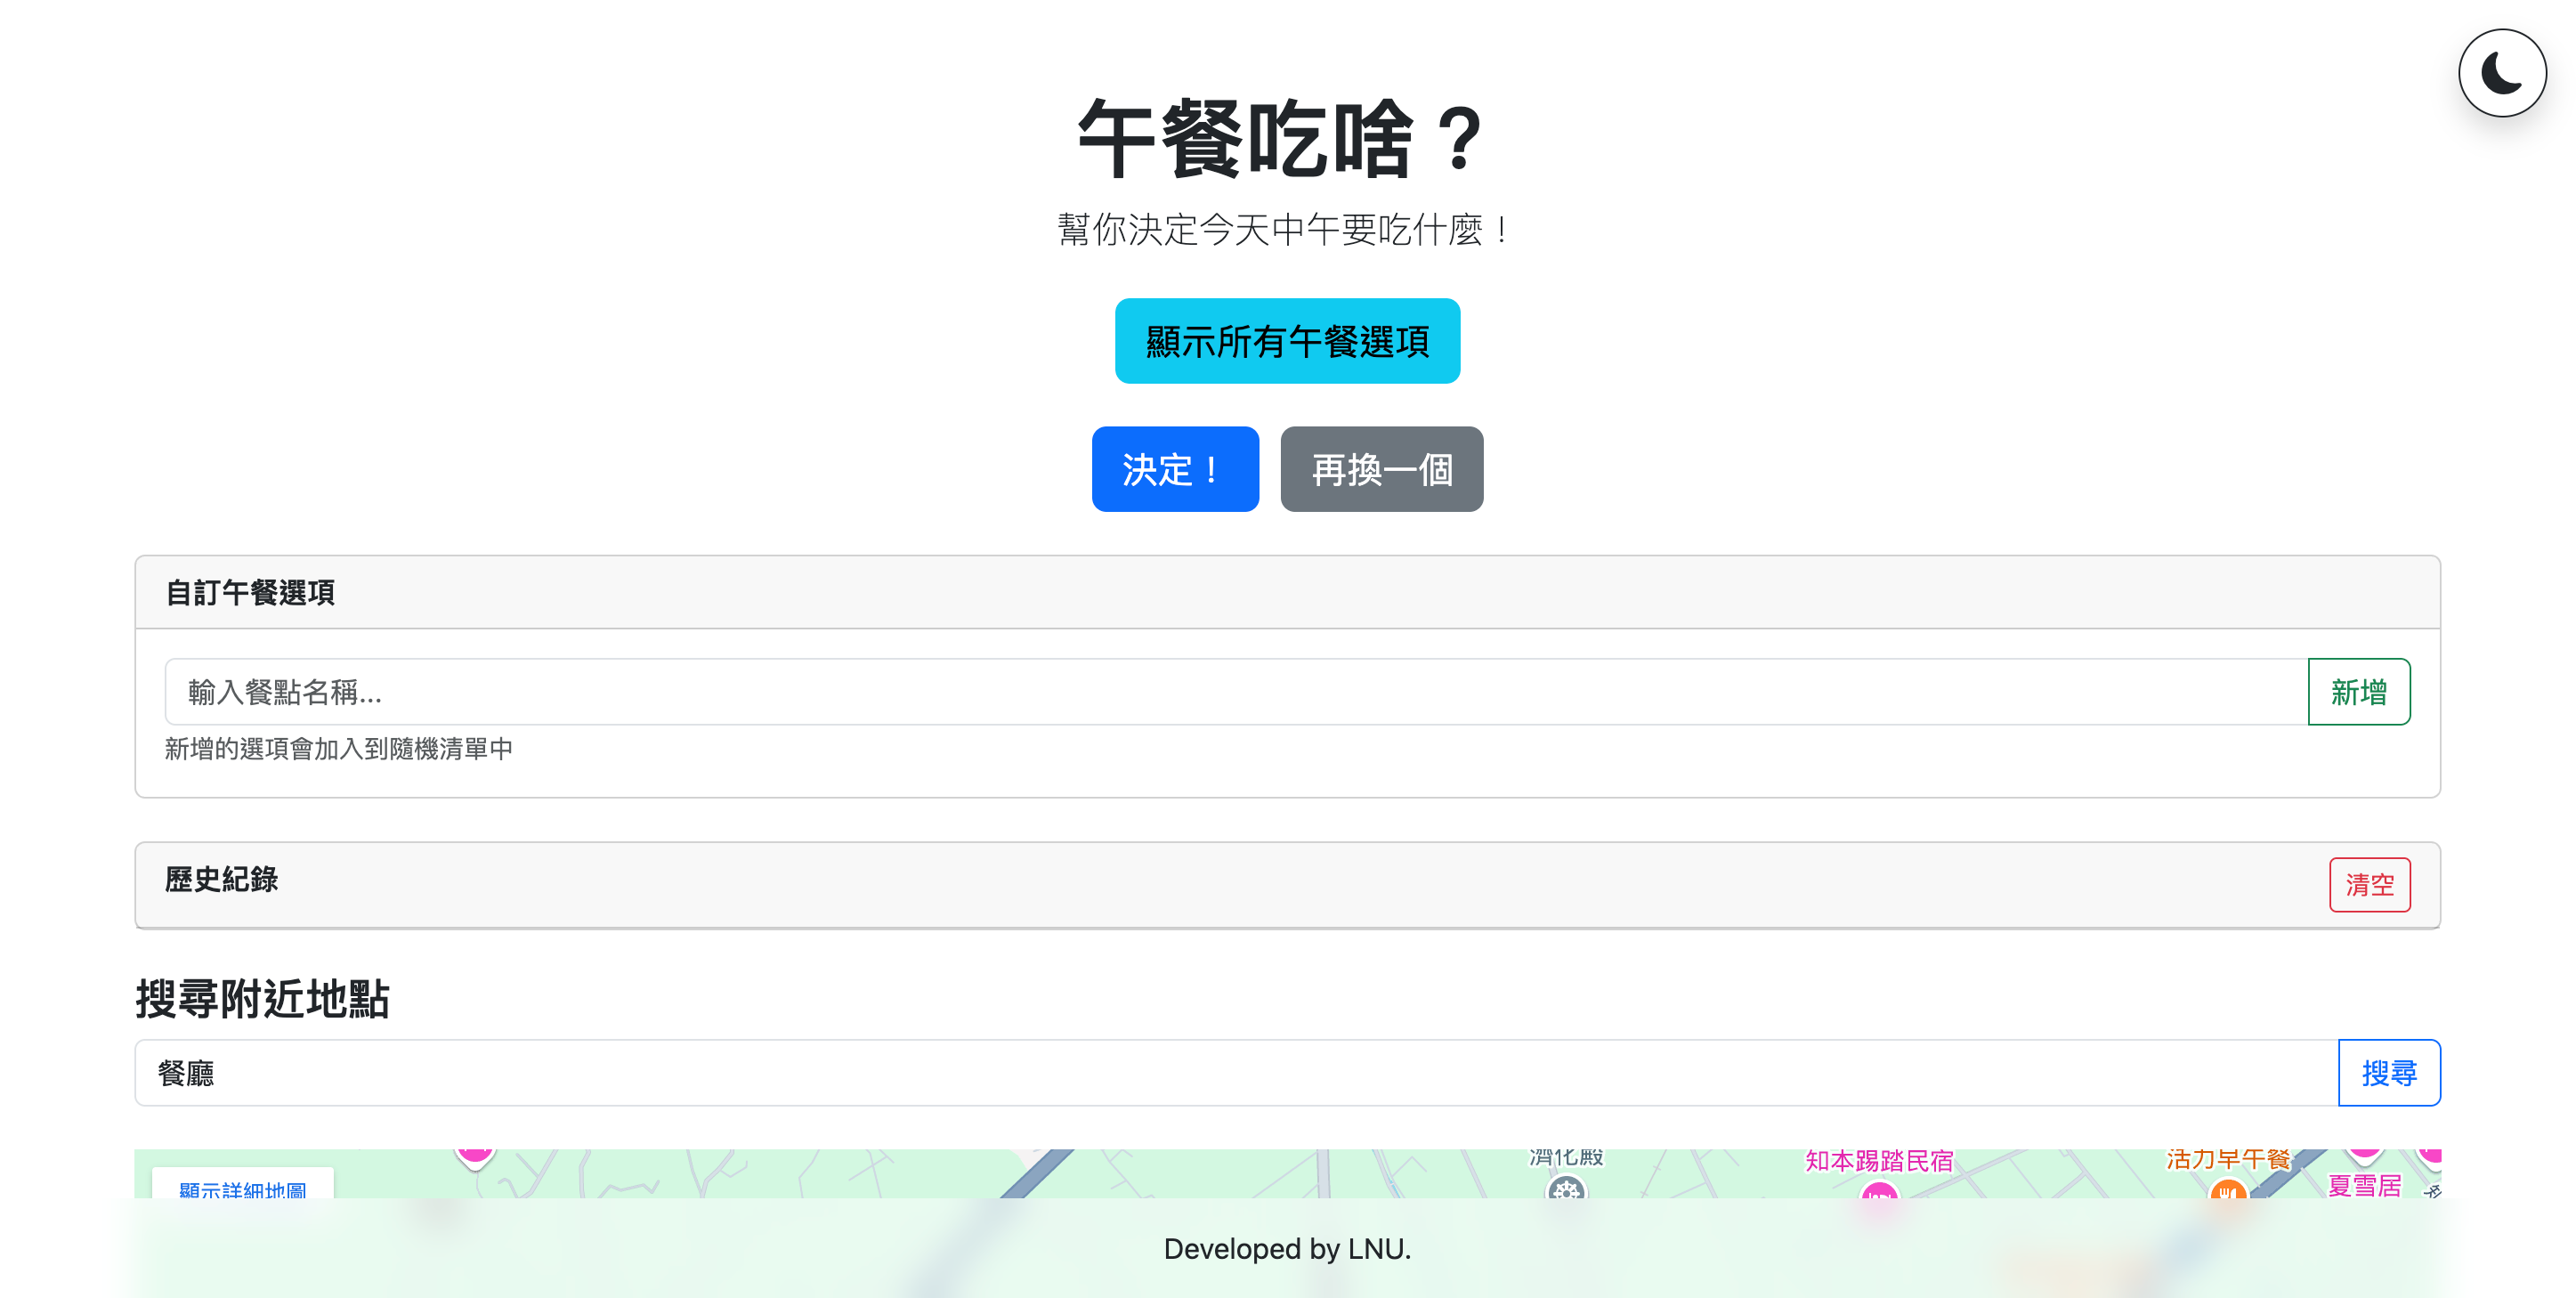 午餐吃啥？
幫你決定今天中午要吃什麼！
顯示所有午餐選項
決定！ 再換一個
自訂午餐選項
輸入餐點名稱... 新增
新增的選項會加入到隨機清單中
歷史紀錄 清空
搜尋附近地點
餐廳 搜尋
濟化殿 知本踢踏民宿 活力早午餐
顯示詳細地圖 夏雪居
Developed by LNU.